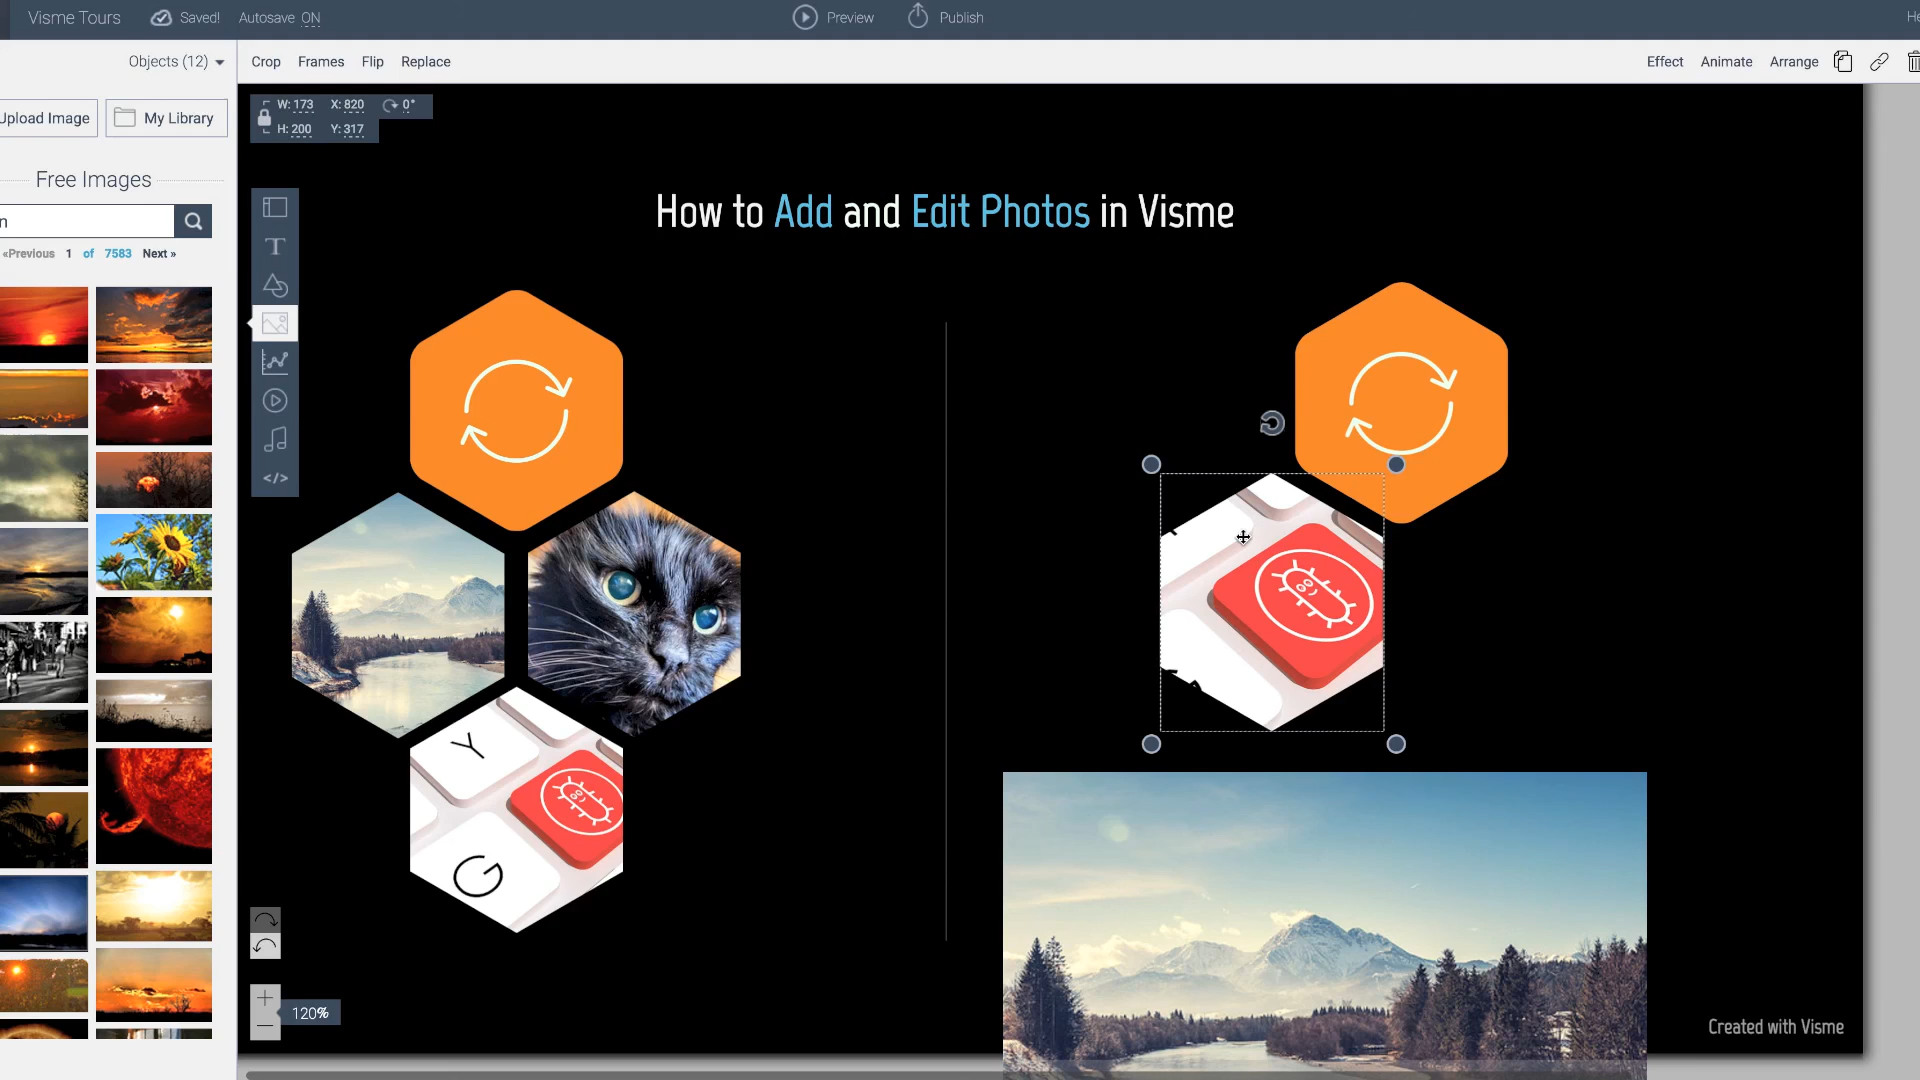 Visme Tours
Saved!
Autosave ON
Preview
Publish
He
Objects (12)
Crop
Frames
Flip
Replace
Effect
Animate
Arrange
Upload Image
My Library
W: 173
X: 820
0°
H: 200
Y: 317
Free Images
n
«Previous 1 of 7583 Next »
T
</>
How to Add and Edit Photos in Visme
Y
G
120%
Created with Visme